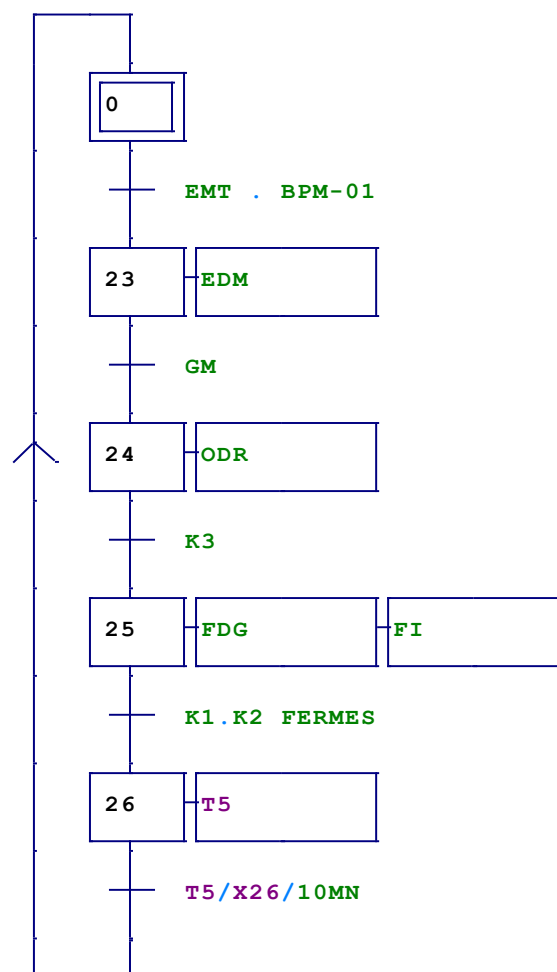 0
EMT . BPM-01
23 EDM
GM
24 ODR
K3
25 FDG FI
K1.K2 FERMES
26 T5
T5/X26/10MN